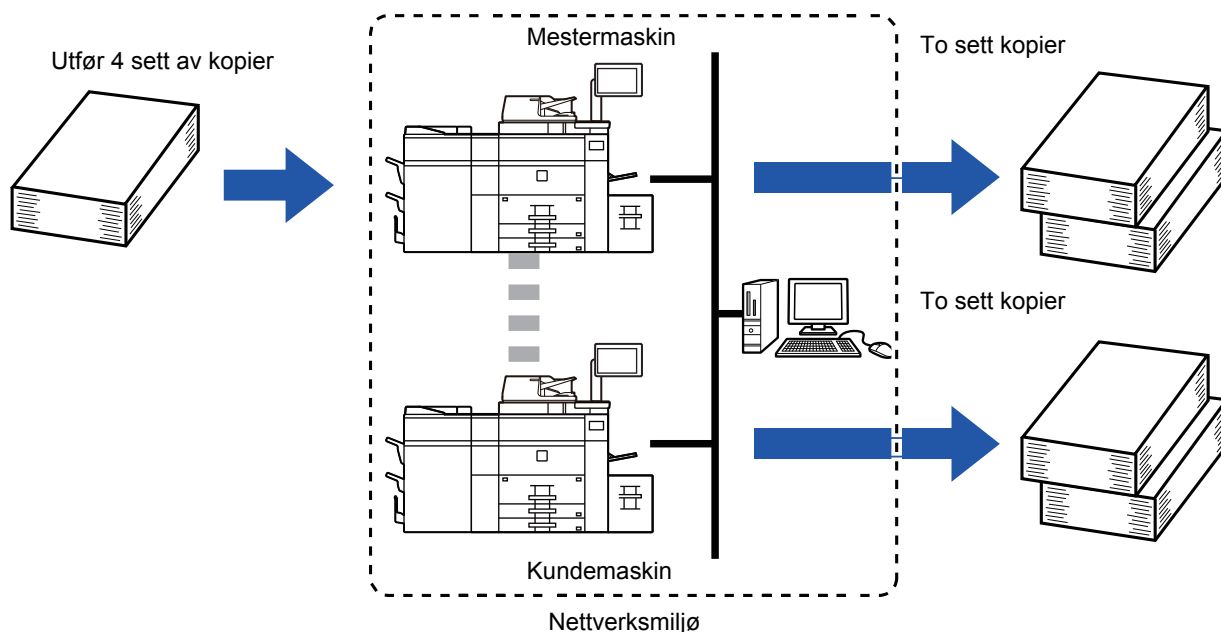 Mestermaskin
To sett kopier
Utfør 4 sett av kopier
To sett kopier
Kundemaskin
Nettverksmiljø